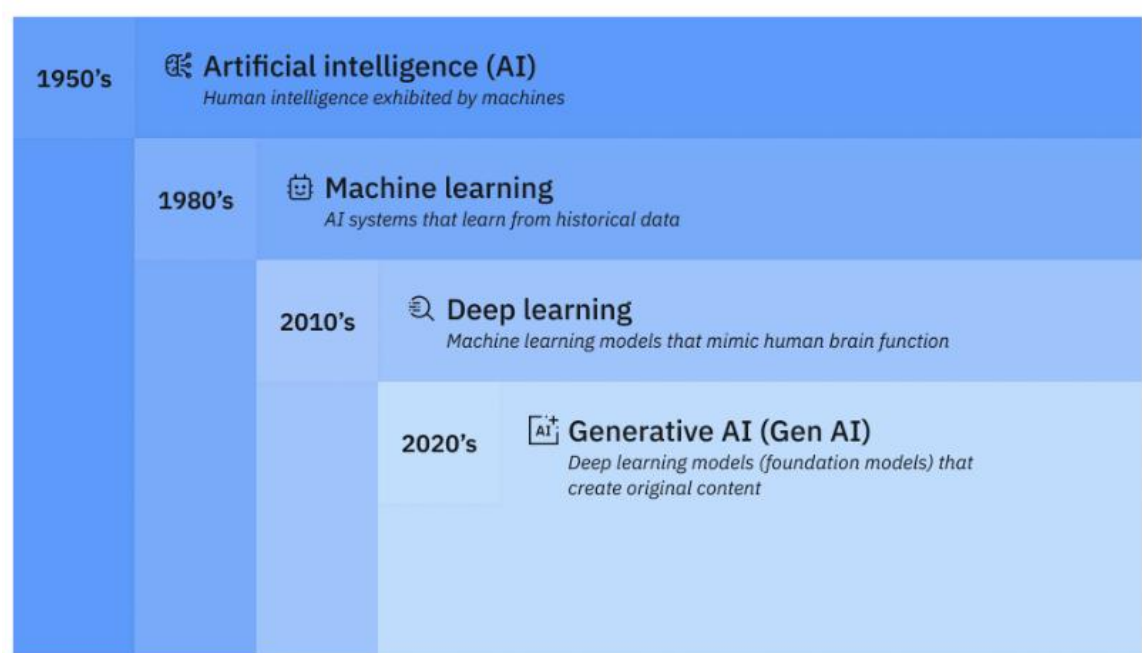 1950's
Artificial intelligence (AI)
Human intelligence exhibited by machines
1980's
Machine learning
AI systems that learn from historical data
2010's
Deep learning
Machine learning models that mimic human brain function
2020's
AI
Generative AI (Gen AI)
Deep learning models (foundation models) that
create original content